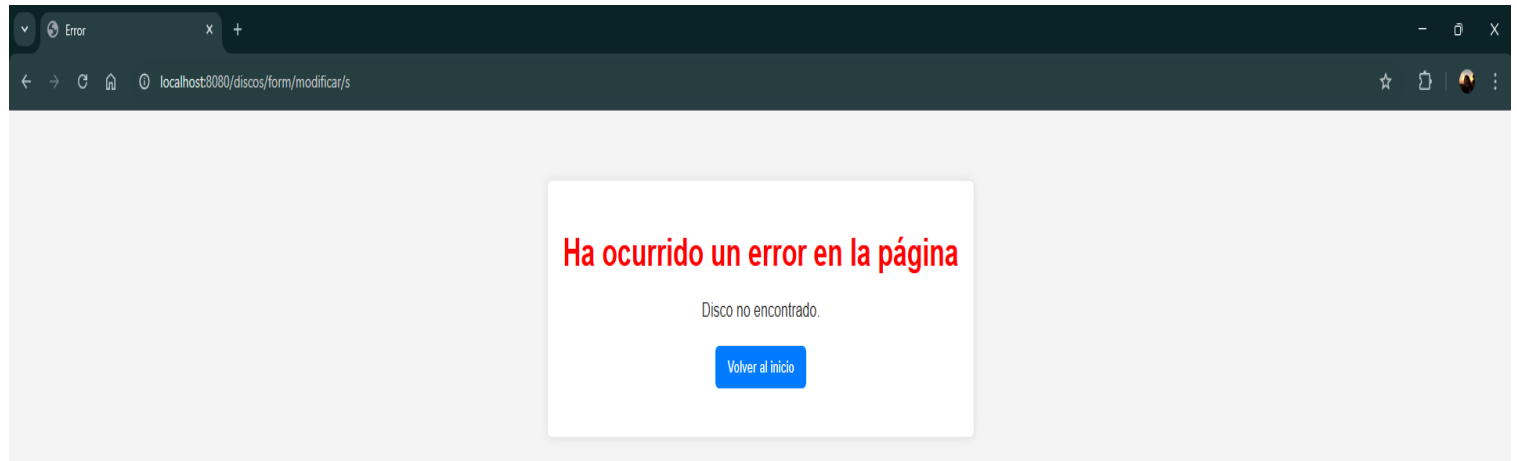 Error
localhost:8080/discos/form/modificar/s
Ha ocurrido un error en la página
Disco no encontrado.
Volver al inicio